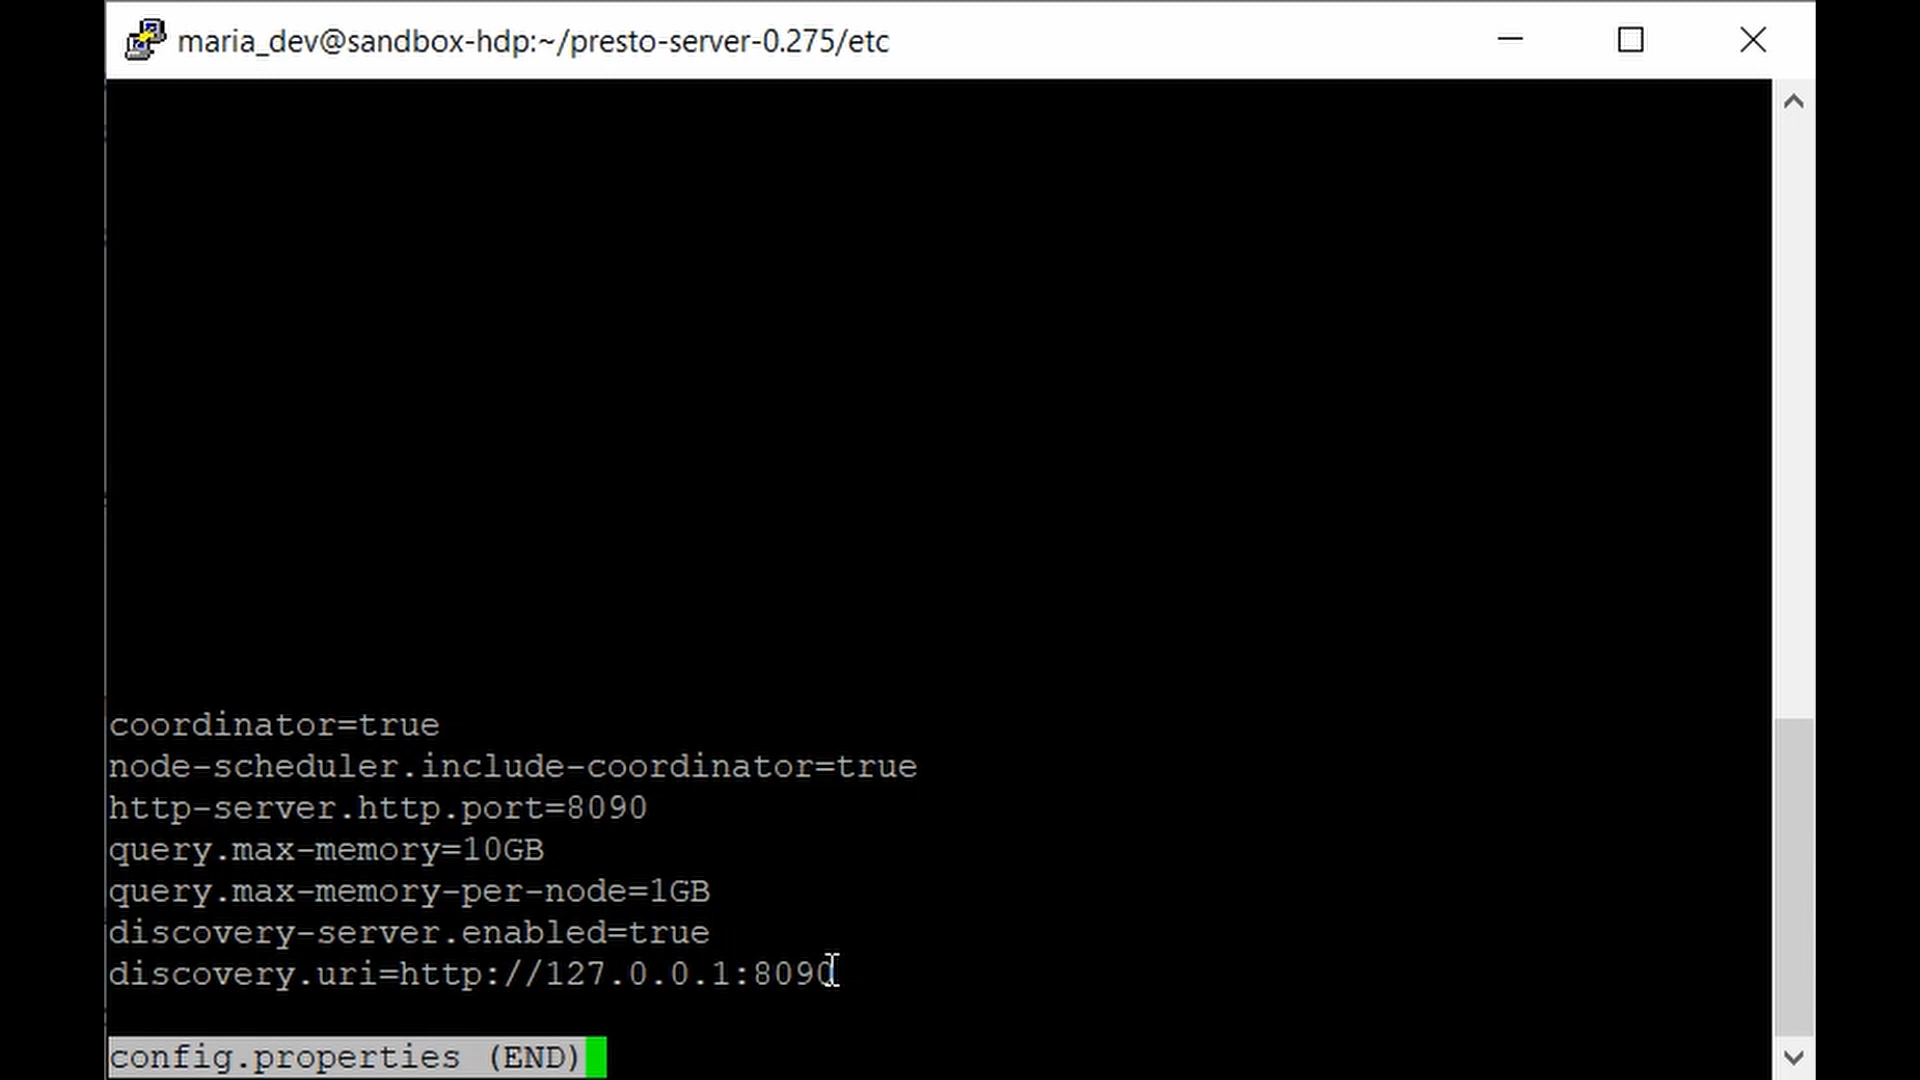 maria_dev@sandbox-hdp:~/presto-server-0.275/etc
coordinator=true
node-scheduler.include-coordinator=true
http-server.http.port=8090
query.max-memory=10GB
query.max-memory-per-node=1GB
discovery-server.enabled=true
discovery.uri=http://127.0.0.1:8090
config.properties (END)